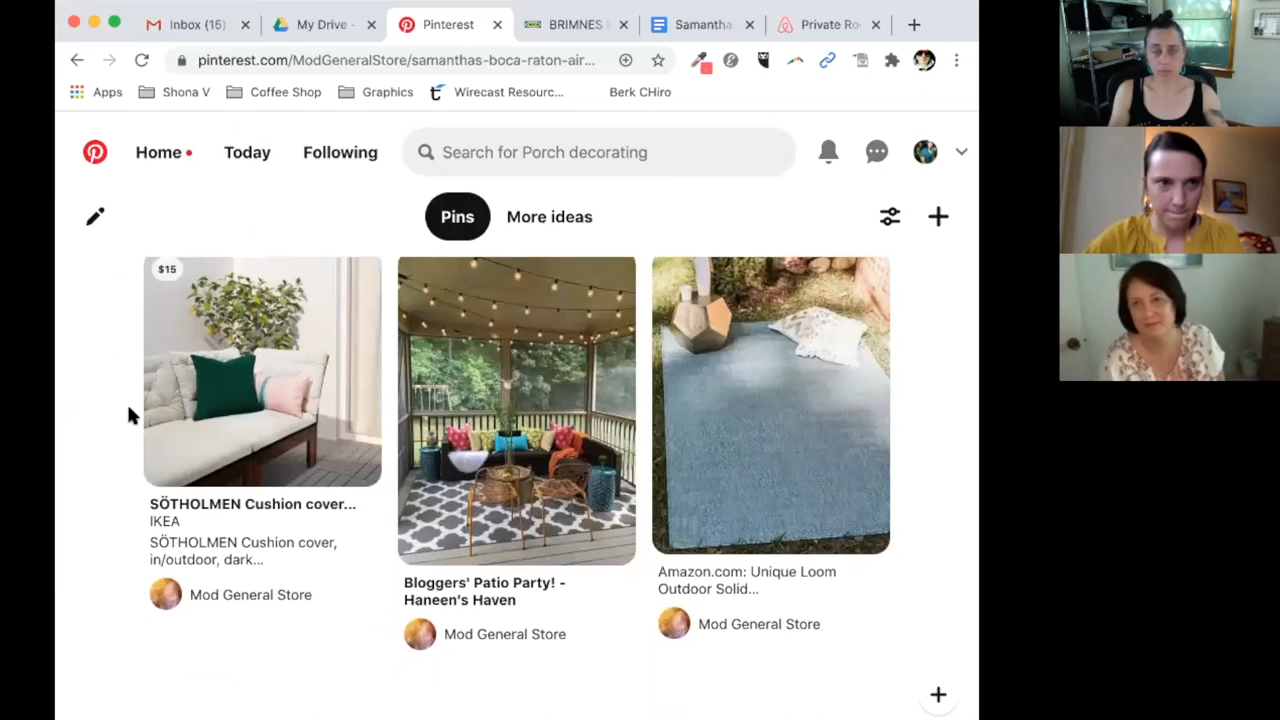 Inbox (15)
My Drive -
Pinterest
BRIMNES
Samantha
Private Ro
pinterest.com/ModGeneralStore/samanthas-boca-raton-air...
Apps
Shona V
Coffee Shop
Graphics
Wirecast Resourc...
Berk CHiro
Home
Today
Following
Search for Porch decorating
Pins
More ideas
$15
SÖTHOLMEN Cushion cover...
IKEA
SÖTHOLMEN Cushion cover,
in/outdoor, dark...
Mod General Store
Bloggers' Patio Party! -
Haneen's Haven
Mod General Store
Amazon.com: Unique Loom
Outdoor Solid...
Mod General Store